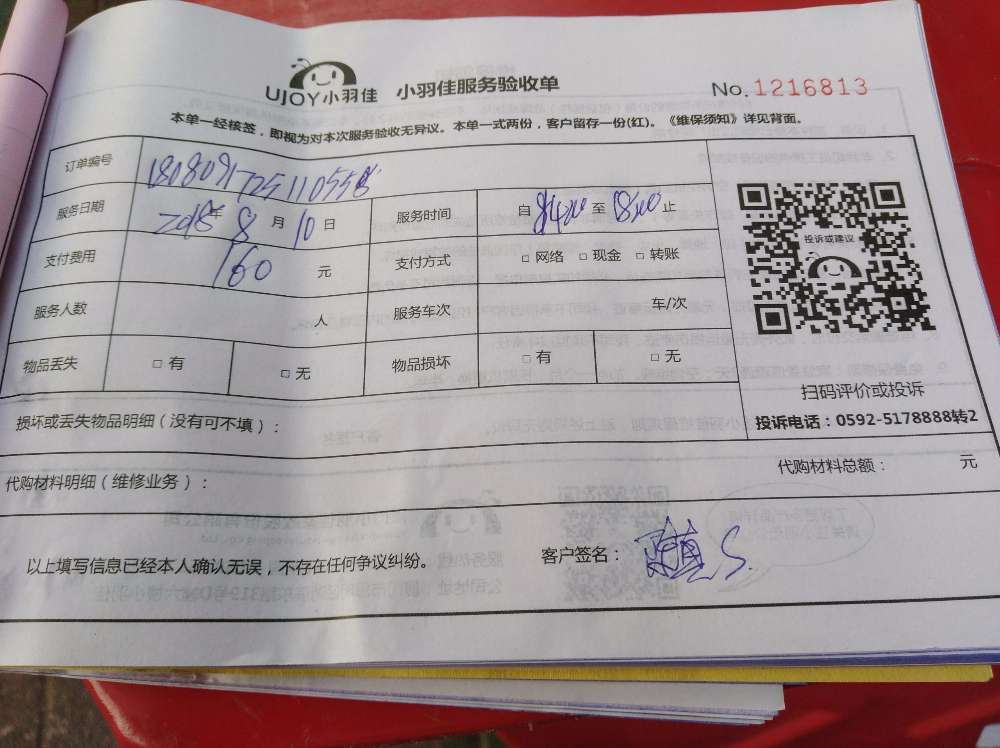 UJOY小羽佳 小羽佳服务验收单 No.1216813
本单一经核签，即视为对本次服务验收无异议。本单一式两份，客户留存一份(红)。《维保须知》详见背面。
订单编号
服务日期 2018年 8月 10日 服务时间 自 至 止
支付费用 160 元 支付方式 □ 网络 □ 现金 □ 转账
服务人数 人 服务车次 车/次
物品丢失 □ 有 □ 无 物品损坏 □ 有 □ 无
投诉或建议
扫码评价或投诉
投诉电话：0592-5178888转2
损坏或丢失物品明细（没有可不填）：
代购材料明细（维修业务）： 代购材料总额： 元
以上填写信息已经本人确认无误，不存在任何争议纠纷。 客户签名：